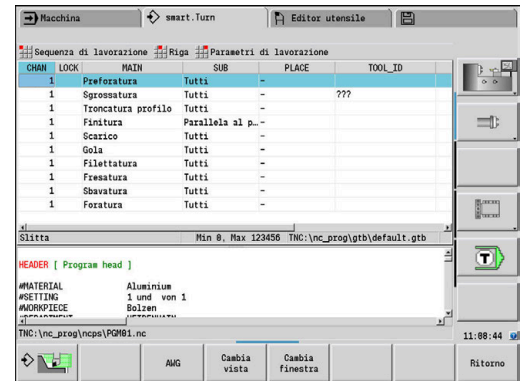 Macchina smart.Turn Editor utensile
Sequenza di lavorazione Riga Parametri di lavorazione
CHAN LOCK MAIN SUB PLACE TOOL_ID
1 Preforatura Tutti -
1 Sgrossatura Tutti - ???
1 Troncatura profilo Tutti -
1 Finitura Parallela al p… -
1 Scarico Tutti -
1 Gola Tutti -
1 Filettatura Tutti -
1 Fresatura Tutti -
1 Sbavatura Tutti -
1 Foratura Tutti -
Slitta Min 0, Max 123456 TNC:\nc_prog\gtb\default.gtb
HEADER [ Program head ]
#MATERIAL Aluminium
#SETTING 1 und von 1
#WORKPIECE Bolzen
TNC:\nc_prog\ncps\PGM01.nc
T
11:08:44
AWG Cambia vista Cambia finestra Ritorno